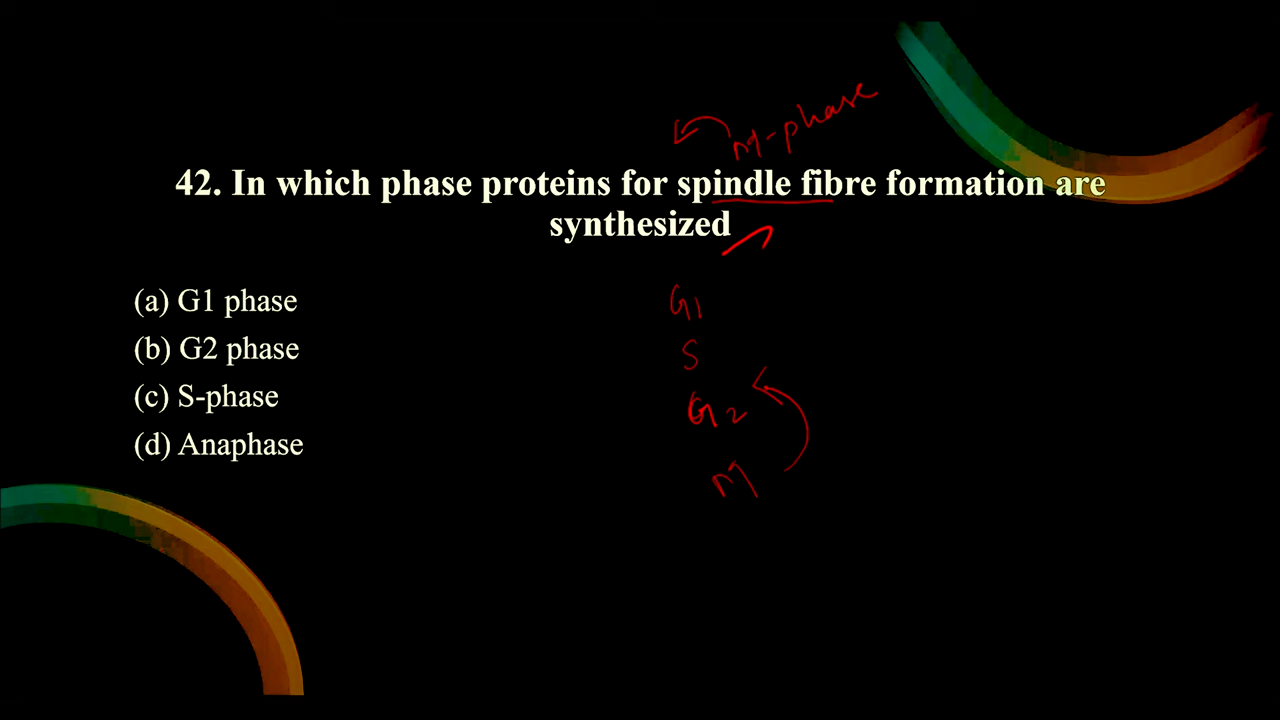 M-phase
42. In which phase proteins for spindle fibre formation are
synthesized
(a) G1 phase
(b) G2 phase
(c) S-phase
(d) Anaphase
G1
S
G2
M